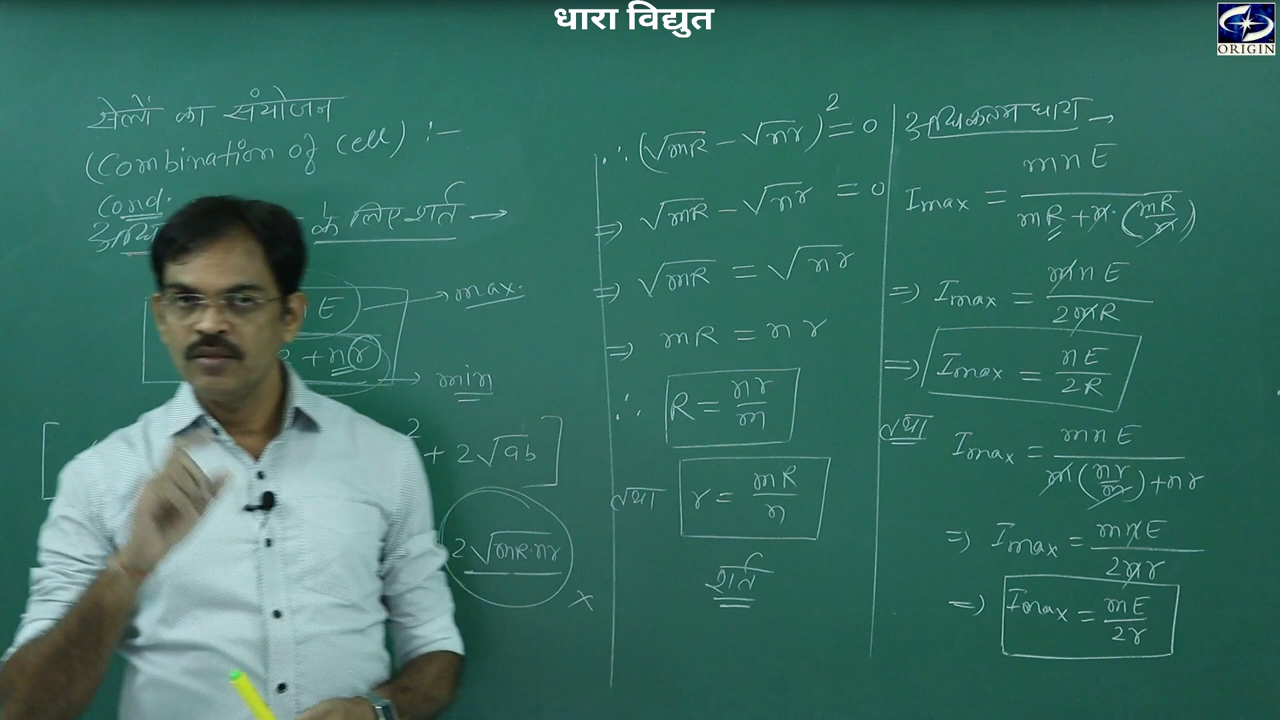 धारा विद्युत
ORIGIN
सेलों का संयोजन
(Combination of Cell) :-
Cond.
के लिए शर्त →
E → max.
+ nr → min
2 + 2√ab
2√mR·nr ×
∴ (√mR - √nr)² = 0
⇒ √mR - √nr = 0
⇒ √mR = √nr
⇒ mR = nr
∴ R = nr/m
तथा r = mR/n
शर्त
अधिकतम धारा →
Imax = mnE / mR + n·(mR/n)
⇒ Imax = mnE / 2mR
⇒ Imax = nE / 2R
तथा Imax = mnE / m(nr/m) + nr
⇒ Imax = mnE / 2nr
⇒ Imax = mE / 2r